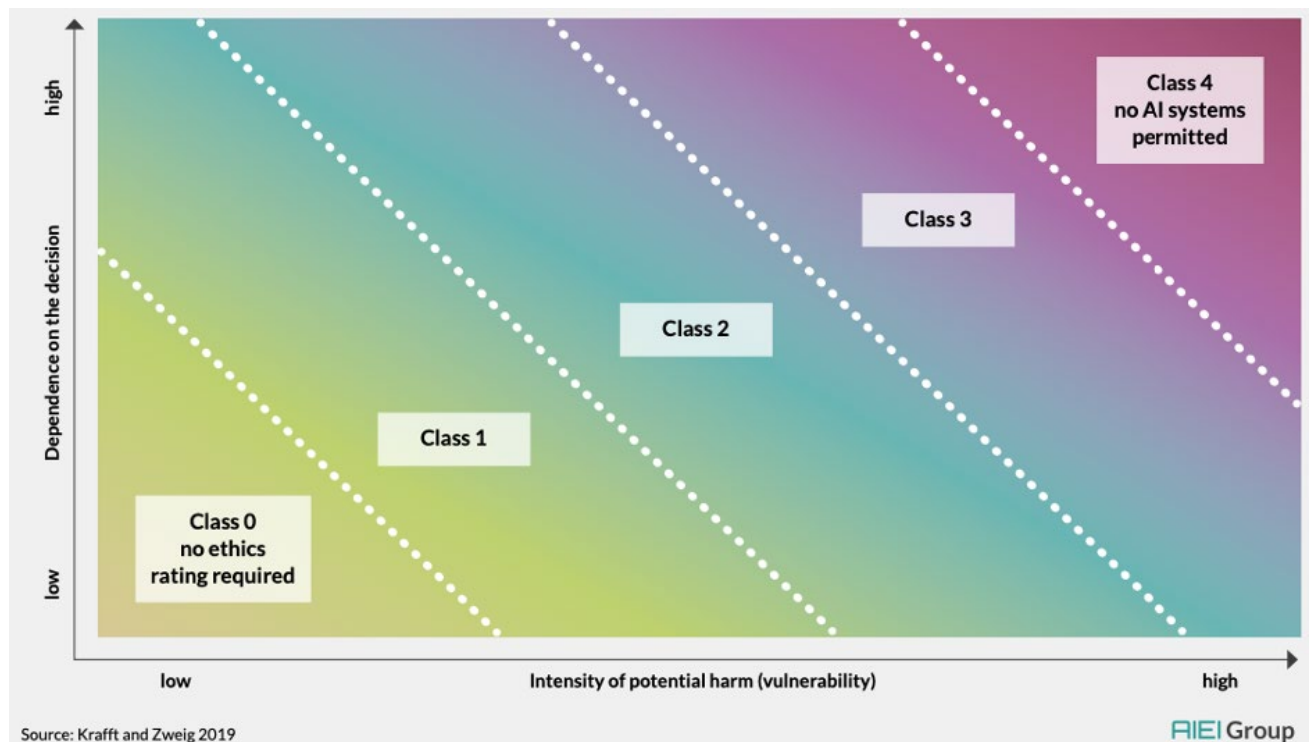 high
Dependence on the decision
low
Class 4
no AI systems
permitted
Class 3
Class 2
Class 1
Class 0
no ethics
rating required
low
Intensity of potential harm (vulnerability)
high
Source: Krafft and Zweig 2019
AIEI Group